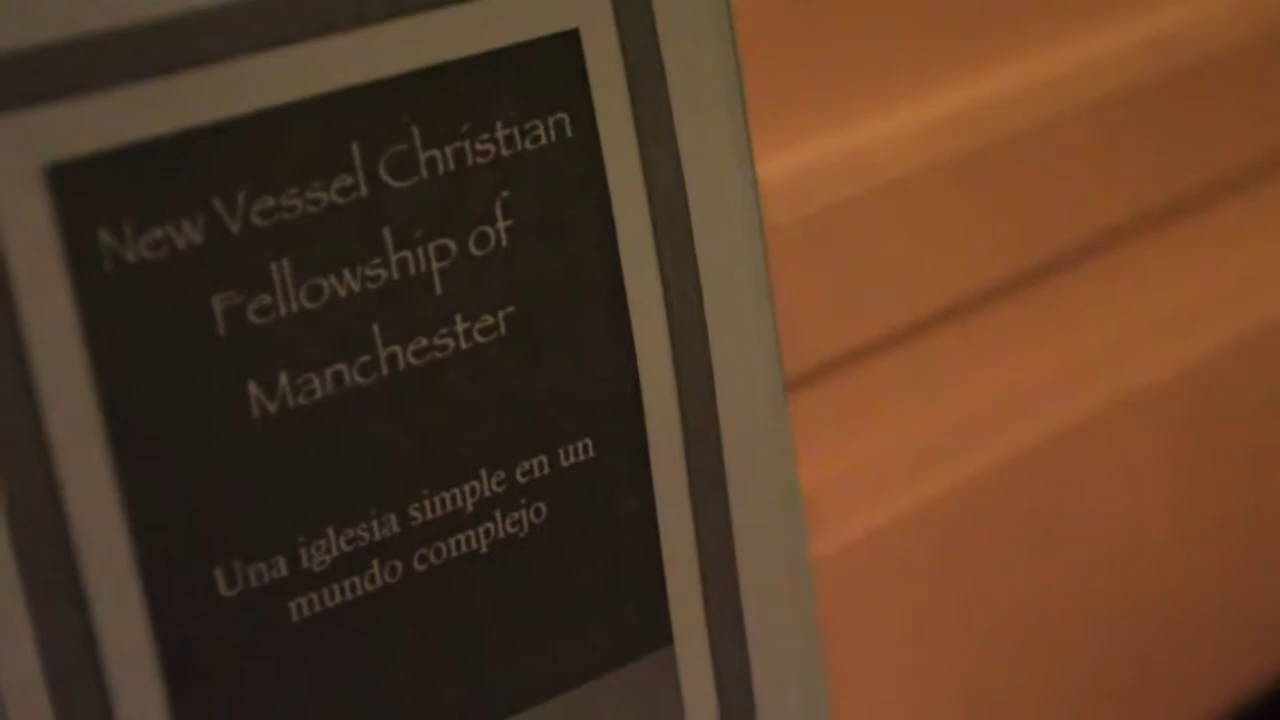 New Vessel Christian
Fellowship of
Manchester
Una iglesia simple en un
mundo complejo